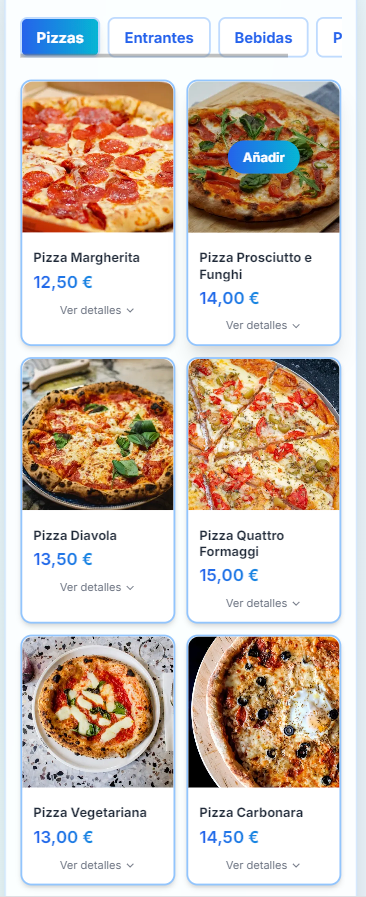 Pizzas
Entrantes
Bebidas
P
Añadir
Pizza Margherita
12,50 €
Ver detalles
Pizza Prosciutto e
Funghi
14,00 €
Ver detalles
Pizza Diavola
13,50 €
Ver detalles
Pizza Quattro
Formaggi
15,00 €
Ver detalles
Pizza Vegetariana
13,00 €
Ver detalles
Pizza Carbonara
14,50 €
Ver detalles